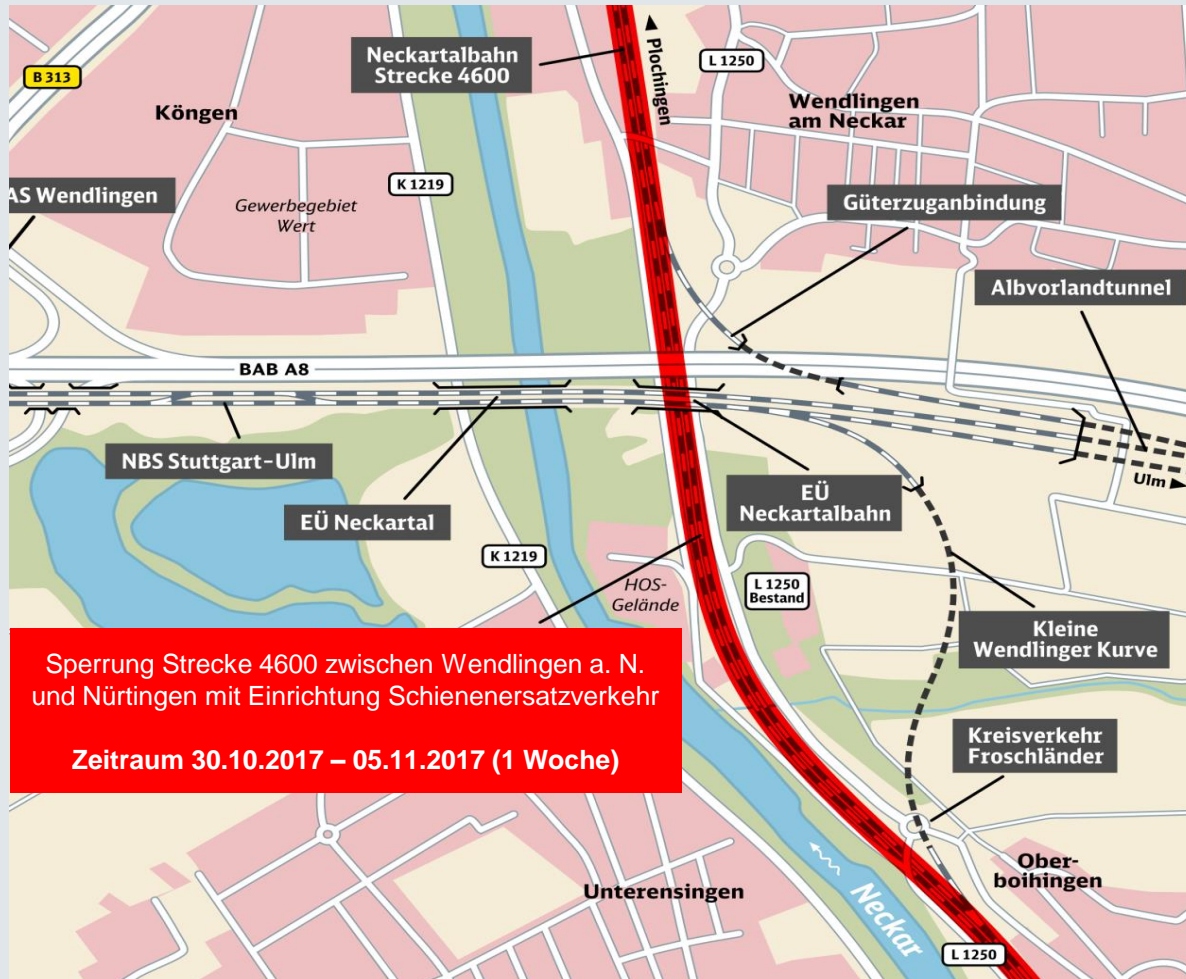 Neckartalbahn
Strecke 4600
Plochingen
L 1250
B 313
Köngen
Wendlingen
am Neckar
K 1219
AS Wendlingen
Gewerbegebiet
Wert
Güterzuganbindung
Albvorlandtunnel
BAB A8
NBS Stuttgart–Ulm
Ulm
EÜ Neckartal
EÜ
Neckartalbahn
K 1219
HOS-
Gelände
L 1250
Bestand
Kleine
Wendlinger Kurve
Sperrung Strecke 4600 zwischen Wendlingen a. N.
und Nürtingen mit Einrichtung Schienenersatzverkehr
Zeitraum 30.10.2017 – 05.11.2017 (1 Woche)
Kreisverkehr
Froschländer
Ober-
boihingen
Unterensingen
Neckar
L 1250